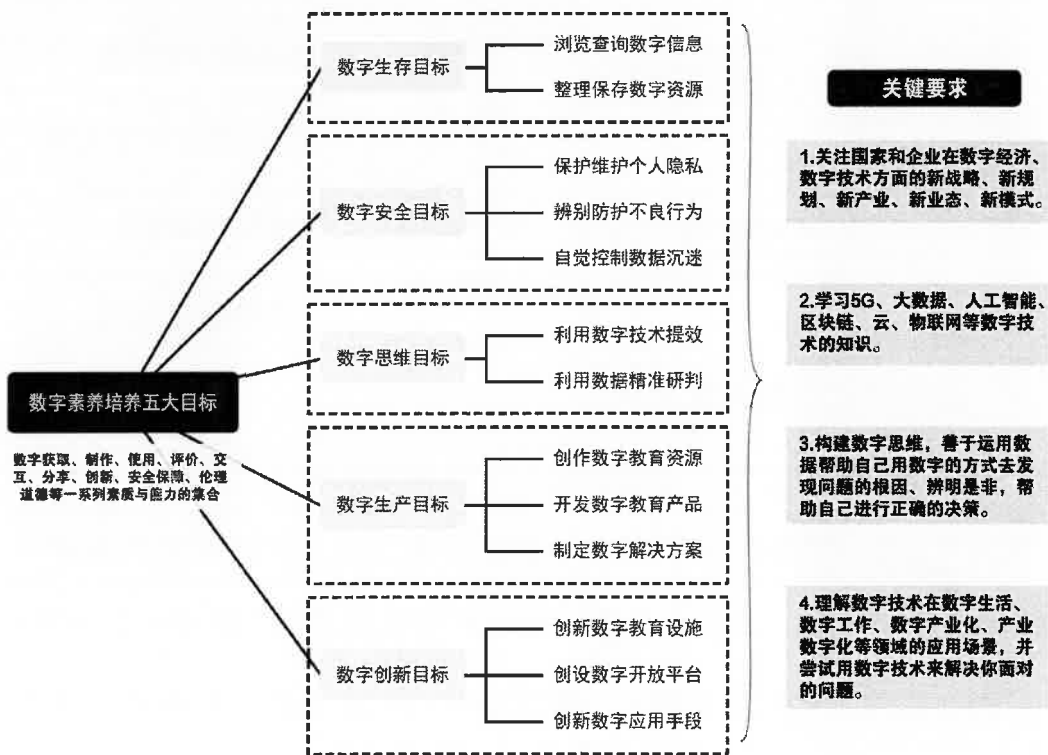 数字素养培养五大目标
数字获取、制作、使用、评价、交
互、分享、创新、安全保障、伦理
道德等一系列素质与能力的集合
数字生存目标
浏览查询数字信息
整理保存数字资源
数字安全目标
保护维护个人隐私
辨别防护不良行为
自觉控制数据沉迷
数字思维目标
利用数字技术提效
利用数据精准研判
数字生产目标
创作数字教育资源
开发数字教育产品
制定数字解决方案
数字创新目标
创新数字教育设施
创设数字开放平台
创新数字应用手段
关键要求
1.关注国家和企业在数字经济、
数字技术方面的新战略、新规
划、新产业、新业态、新模式。
2.学习5G、大数据、人工智能、
区块链、云、物联网等数字技
术的知识。
3.构建数字思维，善于运用数
据帮助自己用数字的方式去发
现问题的根因、辨明是非，帮
助自己进行正确的决策。
4.理解数字技术在数字生活、
数字工作、数字产业化、产业
数字化等领域的应用场景，并
尝试用数字技术来解决你面对
的问题。